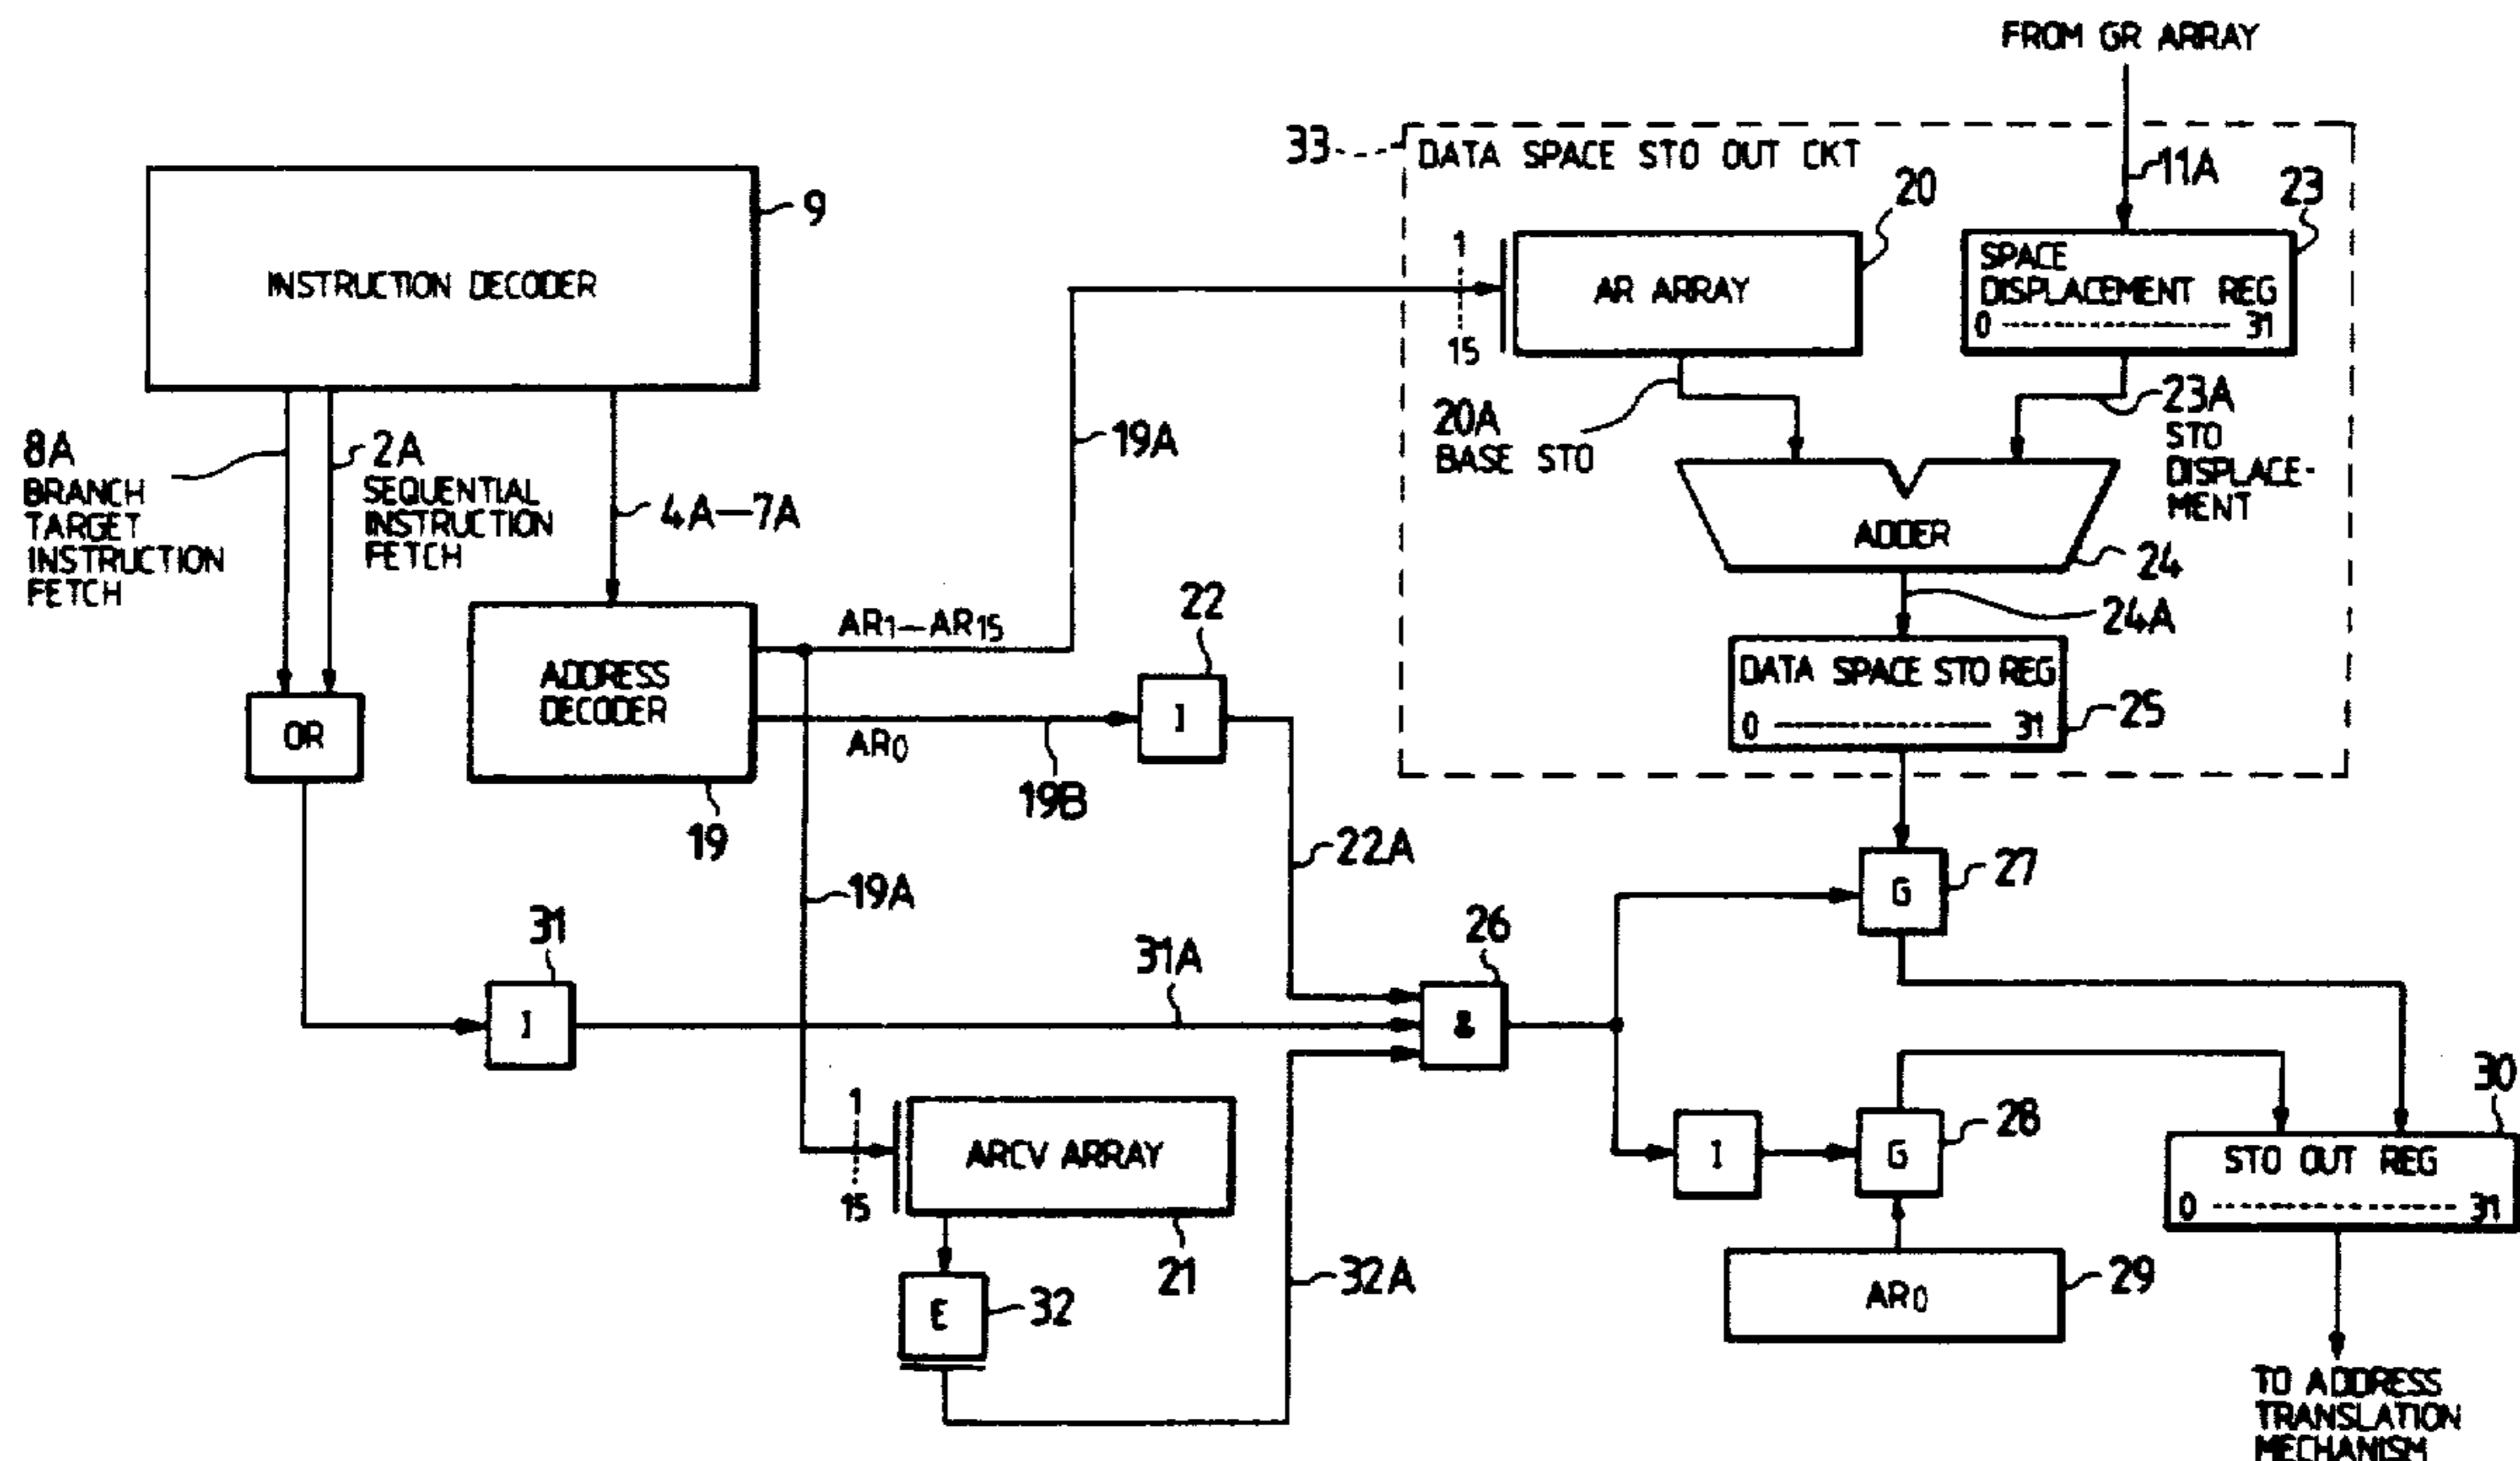 FROM GR ARRAY
33
DATA SPACE STO OUT CKT
11A
9
20
23
INSTRUCTION DECODER
1
15
AR ARRAY
SPACE
DISPLACEMENT REG
0 31
8A
BRANCH
TARGET
INSTRUCTION
FETCH
2A
SEQUENTIAL
INSTRUCTION
FETCH
4A—7A
19A
20A
BASE STO
23A
STO
DISPLACE-
MENT
ADDER
24
24A
AR1—AR15
22
ADDRESS
DECODER
DATA SPACE STO REG
0 31
25
OR
AR0
I
19B
19
22A
27
G
19A
31
31A
26
I
&
30
1
15
ARCV ARRAY
I
G
28
STO OUT REG
0 31
21
E
32
32A
AR0
29
TO ADDRESS
TRANSLATION
MECHANISM